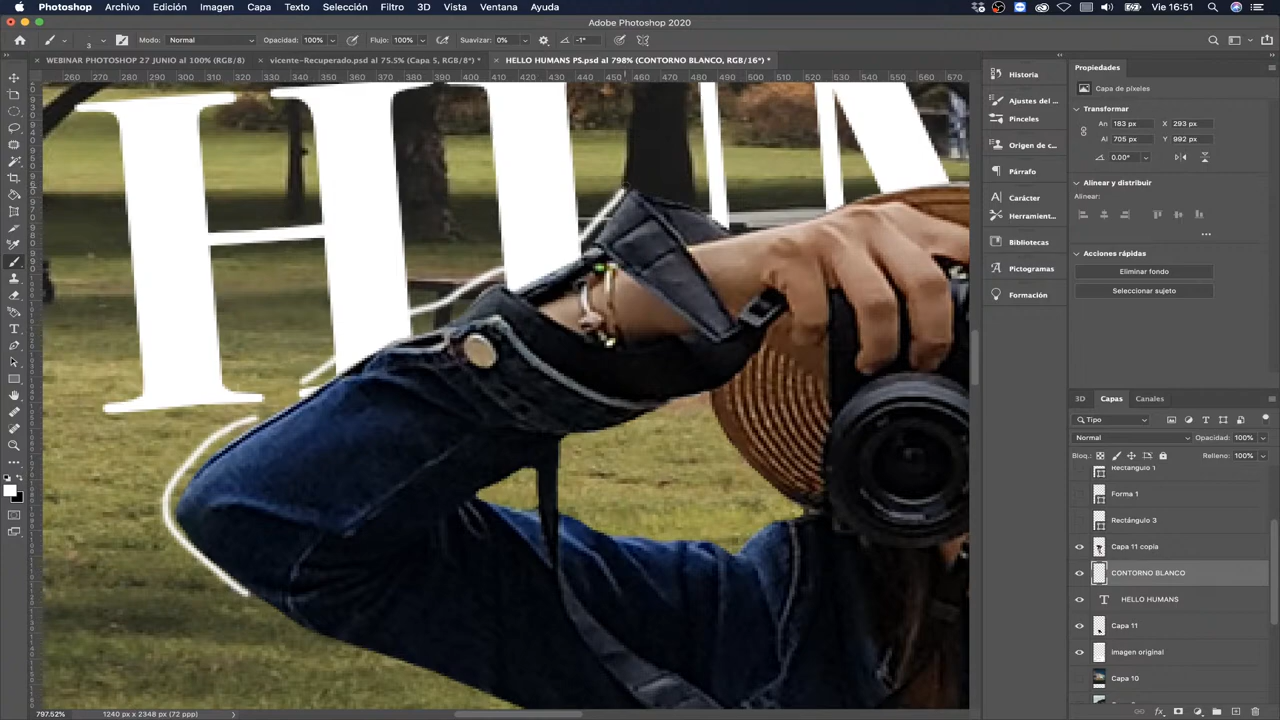 Photoshop Archivo Edición Imagen Capa Texto Selección Filtro 3D Vista Ventana Ayuda Vie 16:51
Adobe Photoshop 2020
3 Modo: Normal Opacidad: 100% Flujo: 100% Suavizar: 0% -1°
WEBINAR PHOTOSHOP 27 JUNIO al 100% (RGB/8) vicente-Recuperado.psd al 75.5% (Capa 5, RGB/8*) * HELLO HUMANS PS.psd al 798% (CONTORNO BLANCO, RGB/16*) *
260 270 280 290 300 310 320 330 340 350 360 370 380 390 400 410 420 430 440 450 460 470 480 490 500 510 520 530 540 550 560 570
Historia
Ajustes del ...
Pinceles
Origen de c...
Párrafo
Carácter
Herramient...
Bibliotecas
Pictogramas
Formación
Propiedades
Capa de píxeles
Transformar
An 183 px X 293 px
Al 705 px Y 992 px
0.00°
Alinear y distribuir
Alinear:
Acciones rápidas
Eliminar fondo
Seleccionar sujeto
3D Capas Canales
Tipo
Normal Opacidad: 100%
Bloq.: Relleno: 100%
Rectángulo 1
Forma 1
Rectángulo 3
Capa 11 copia
CONTORNO BLANCO
T HELLO HUMANS
Capa 11
imagen original
Capa 10
797.52% 1240 px x 2348 px (72 ppp)